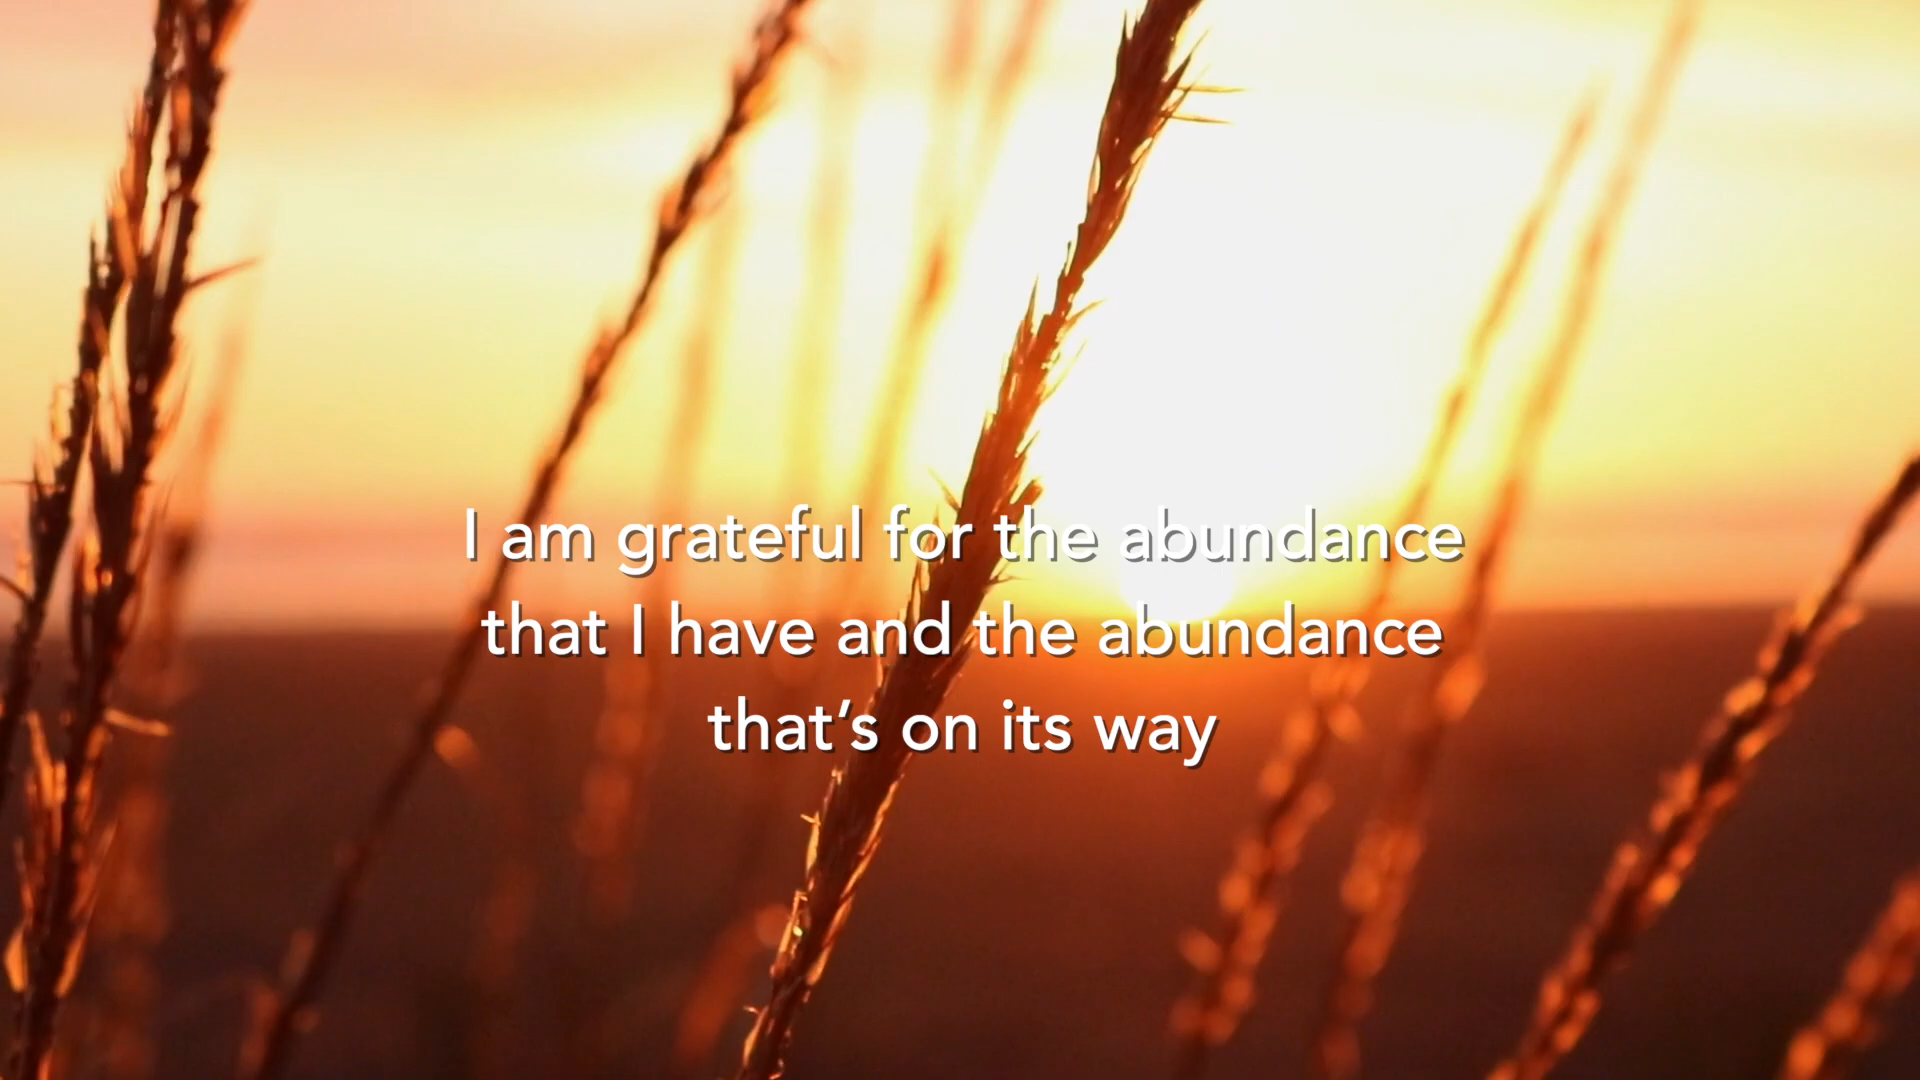 I am grateful for the abundance
that I have and the abundance
that’s on its way